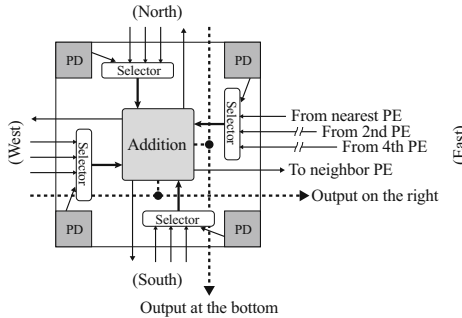 (North)
PD
PD
Selector
From nearest PE
From 2nd PE
From 4th PE
Selector
Addition
(West)
Selector
(East)
To neighbor PE
Output on the right
PD
Selector
PD
(South)
Output at the bottom